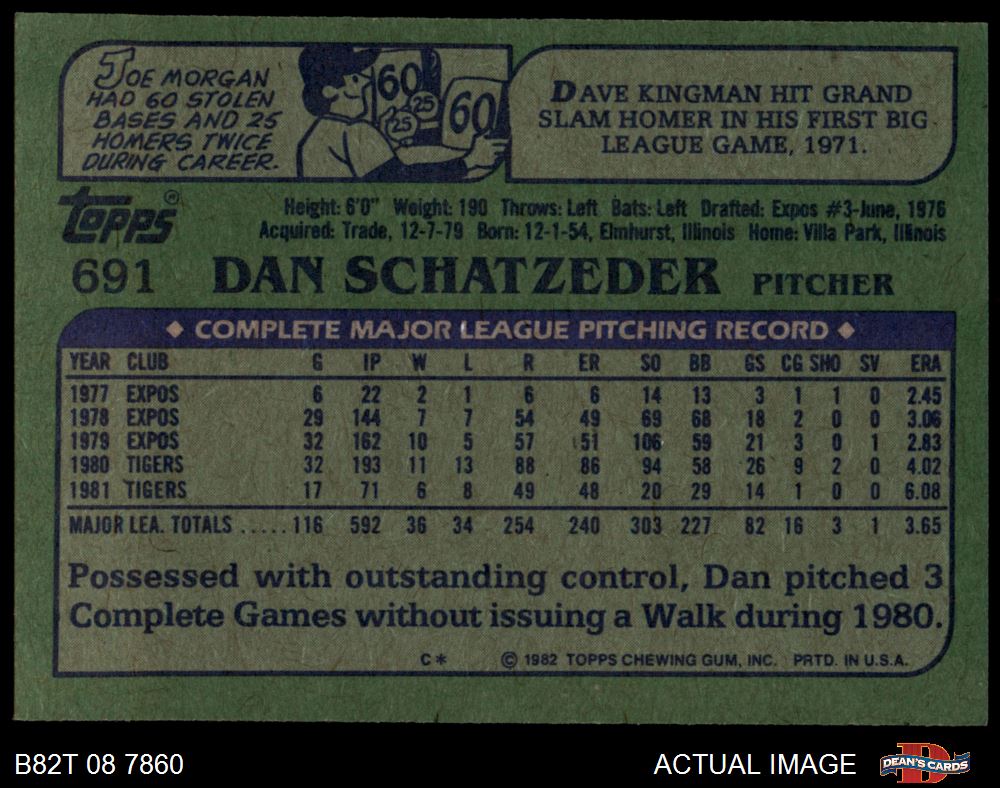 JOE MORGAN
HAD 60 STOLEN
BASES AND 25
HOMERS TWICE
DURING CAREER.
60
25
25
60
DAVE KINGMAN HIT GRAND
SLAM HOMER IN HIS FIRST BIG
LEAGUE GAME, 1971.
TOPPS®
Height: 6'0" Weight: 190 Throws: Left Bats: Left Drafted: Expos #3-June, 1976
Acquired: Trade, 12-7-79 Born: 12-1-54, Elmhurst, Illinois Home: Villa Park, Illinois
691 DAN SCHATZEDER PITCHER
◆ COMPLETE MAJOR LEAGUE PITCHING RECORD ◆
YEAR CLUB G IP W L R ER SO BB GS CG SHO SV ERA
1977 EXPOS 6 22 2 1 6 6 14 13 3 1 1 0 2.45
1978 EXPOS 29 144 7 7 54 49 69 68 18 2 0 0 3.06
1979 EXPOS 32 162 10 5 57 51 106 59 21 3 0 1 2.83
1980 TIGERS 32 193 11 13 88 86 94 58 26 9 2 0 4.02
1981 TIGERS 17 71 6 8 49 48 20 29 14 1 0 0 6.08
MAJOR LEA. TOTALS ..... 116 592 36 34 254 240 303 227 82 16 3 1 3.65
Possessed with outstanding control, Dan pitched 3
Complete Games without issuing a Walk during 1980.
C* © 1982 TOPPS CHEWING GUM, INC. PRTD. IN U.S.A.
B82T 08 7860
ACTUAL IMAGE
DEAN'S CARDS